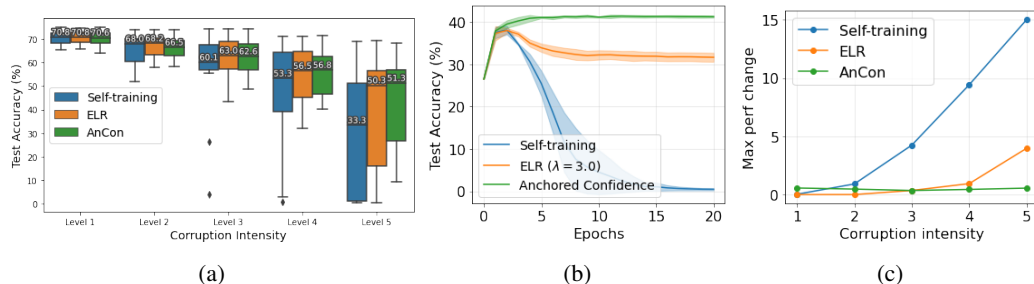 Test Accuracy (%)
70
60
50
40
30
20
10
0
70.8
70.8
70.6
68.0
68.2
66.5
60.1
63.0
62.6
53.3
56.5
56.8
33.3
50.3
51.3
Self-training
ELR
AnCon
Level 1
Level 2
Level 3
Level 4
Level 5
Corruption Intensity
(a)
Test Accuracy (%)
40
30
20
10
0
Self-training
ELR (λ = 3.0)
Anchored Confidence
0
5
10
15
20
Epochs
(b)
Max perf change
15
10
5
0
Self-training
ELR
AnCon
1
2
3
4
5
Corruption intensity
(c)